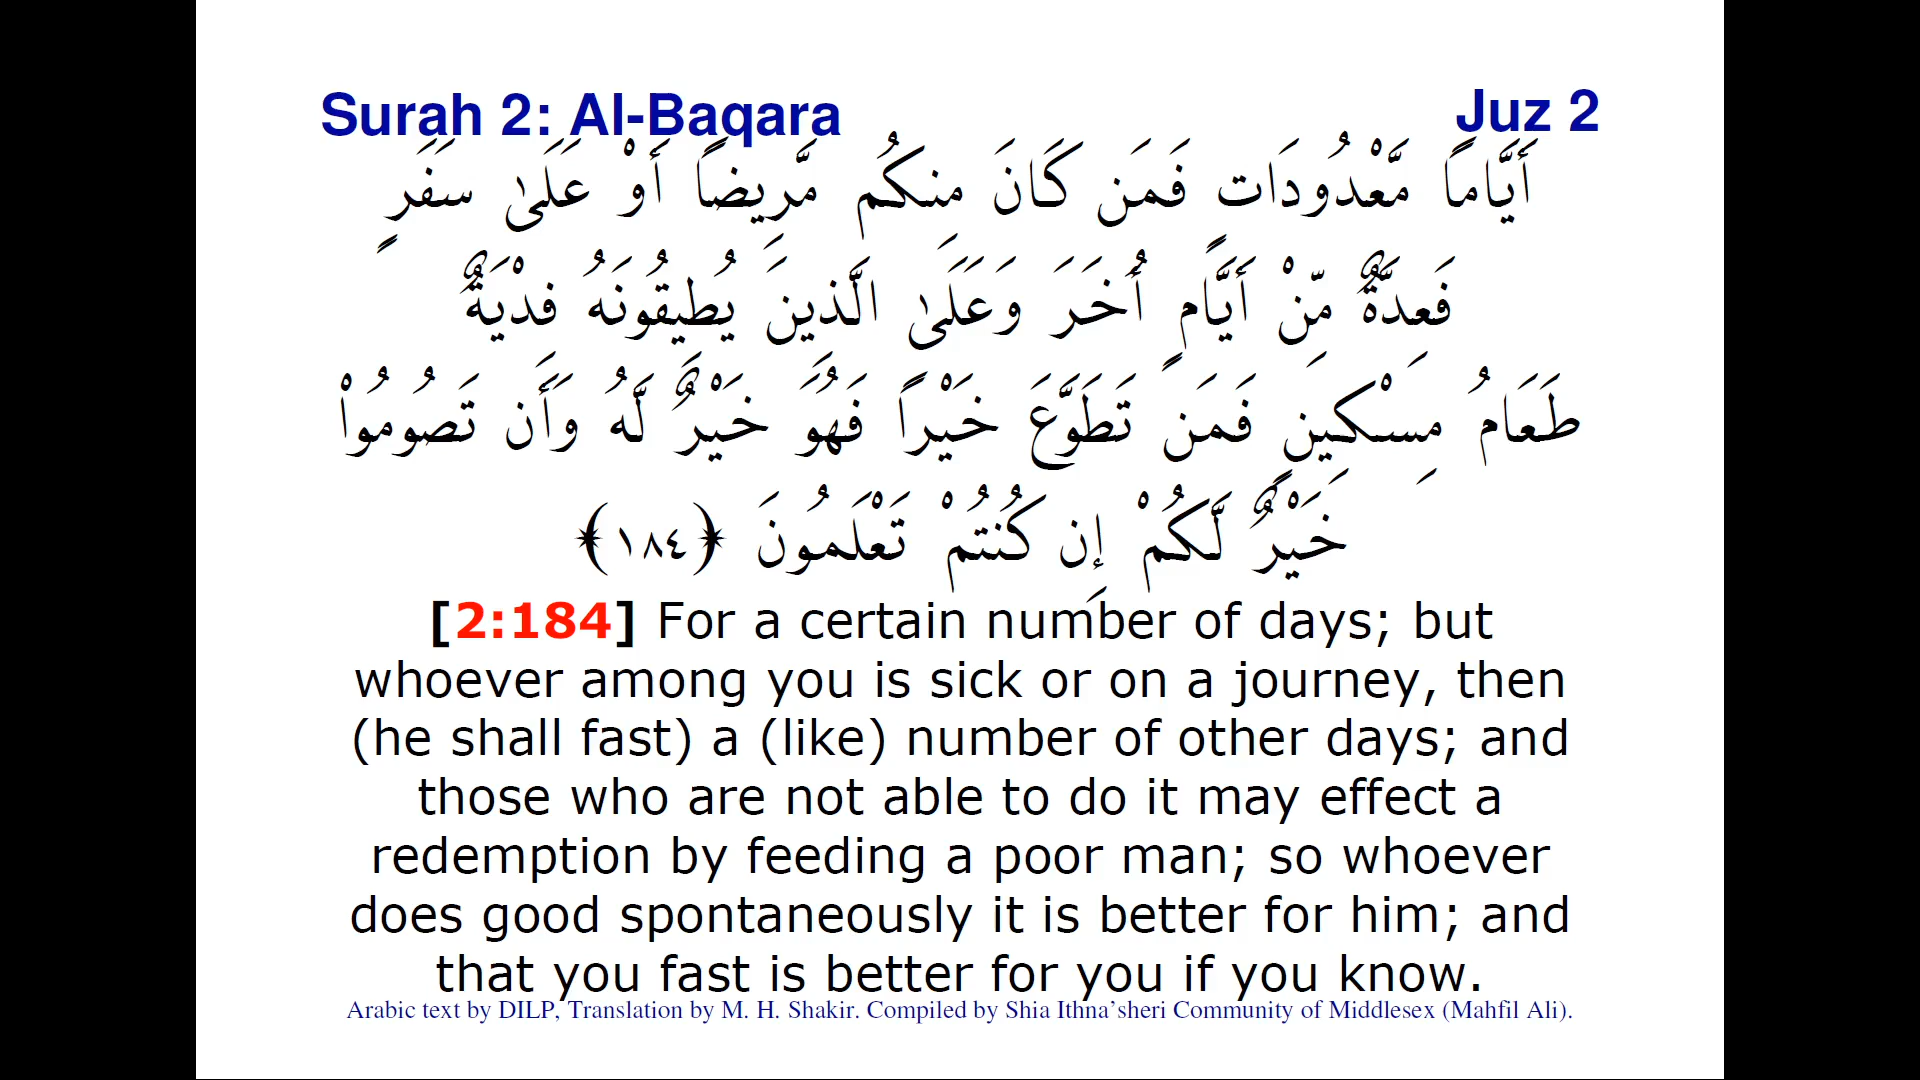 Surah 2: Al-Baqara Juz 2
أَيَّامًا مَّعْدُودَاتٍ فَمَن كَانَ مِنكُم مَّرِيضًا أَوْ عَلَىٰ سَفَرٍ
فَعِدَّةٌ مِّنْ أَيَّامٍ أُخَرَ وَعَلَى الَّذِينَ يُطِيقُونَهُ فِدْيَةٌ
طَعَامُ مِسْكِينٍ فَمَن تَطَوَّعَ خَيْرًا فَهُوَ خَيْرٌ لَّهُ وَأَن تَصُومُواْ
خَيْرٌ لَّكُمْ إِن كُنتُمْ تَعْلَمُونَ ﴿١٨٤﴾
[2:184] For a certain number of days; but
whoever among you is sick or on a journey, then
(he shall fast) a (like) number of other days; and
those who are not able to do it may effect a
redemption by feeding a poor man; so whoever
does good spontaneously it is better for him; and
that you fast is better for you if you know.
Arabic text by DILP, Translation by M. H. Shakir. Compiled by Shia Ithna’sheri Community of Middlesex (Mahfil Ali).